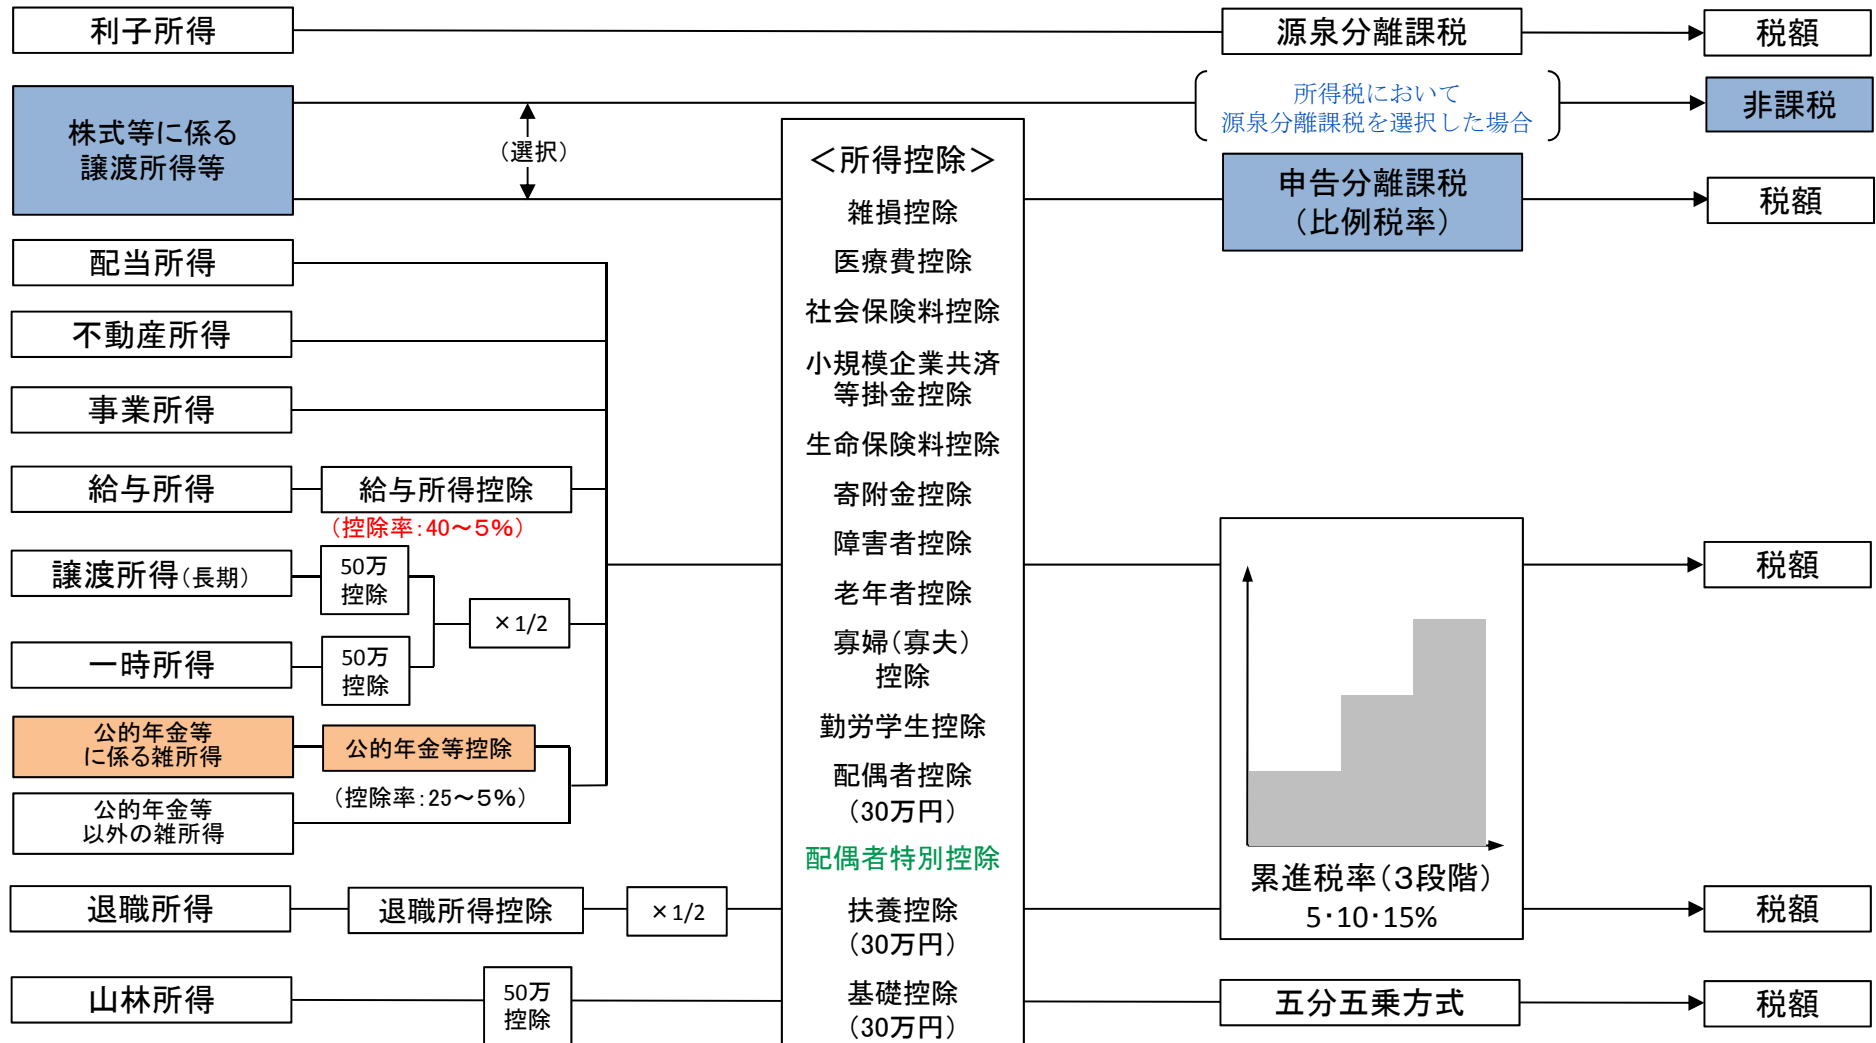 利子所得
源泉分離課税
税額
株式等に係る
譲渡所得等
(選択)
所得税において
源泉分離課税を選択した場合
非課税
申告分離課税
(比例税率)
税額
配当所得
不動産所得
事業所得
給与所得
給与所得控除
(控除率:40～5%)
譲渡所得(長期)
50万
控除
×1/2
一時所得
50万
控除
公的年金等
に係る雑所得
公的年金等控除
(控除率:25～5%)
公的年金等
以外の雑所得
退職所得
退職所得控除
×1/2
山林所得
50万
控除
＜所得控除＞
雑損控除
医療費控除
社会保険料控除
小規模企業共済
等掛金控除
生命保険料控除
寄附金控除
障害者控除
老年者控除
寡婦(寡夫)
控除
勤労学生控除
配偶者控除
(30万円)
配偶者特別控除
扶養控除
(30万円)
基礎控除
(30万円)
累進税率(3段階)
5・10・15%
税額
税額
五分五乗方式
税額